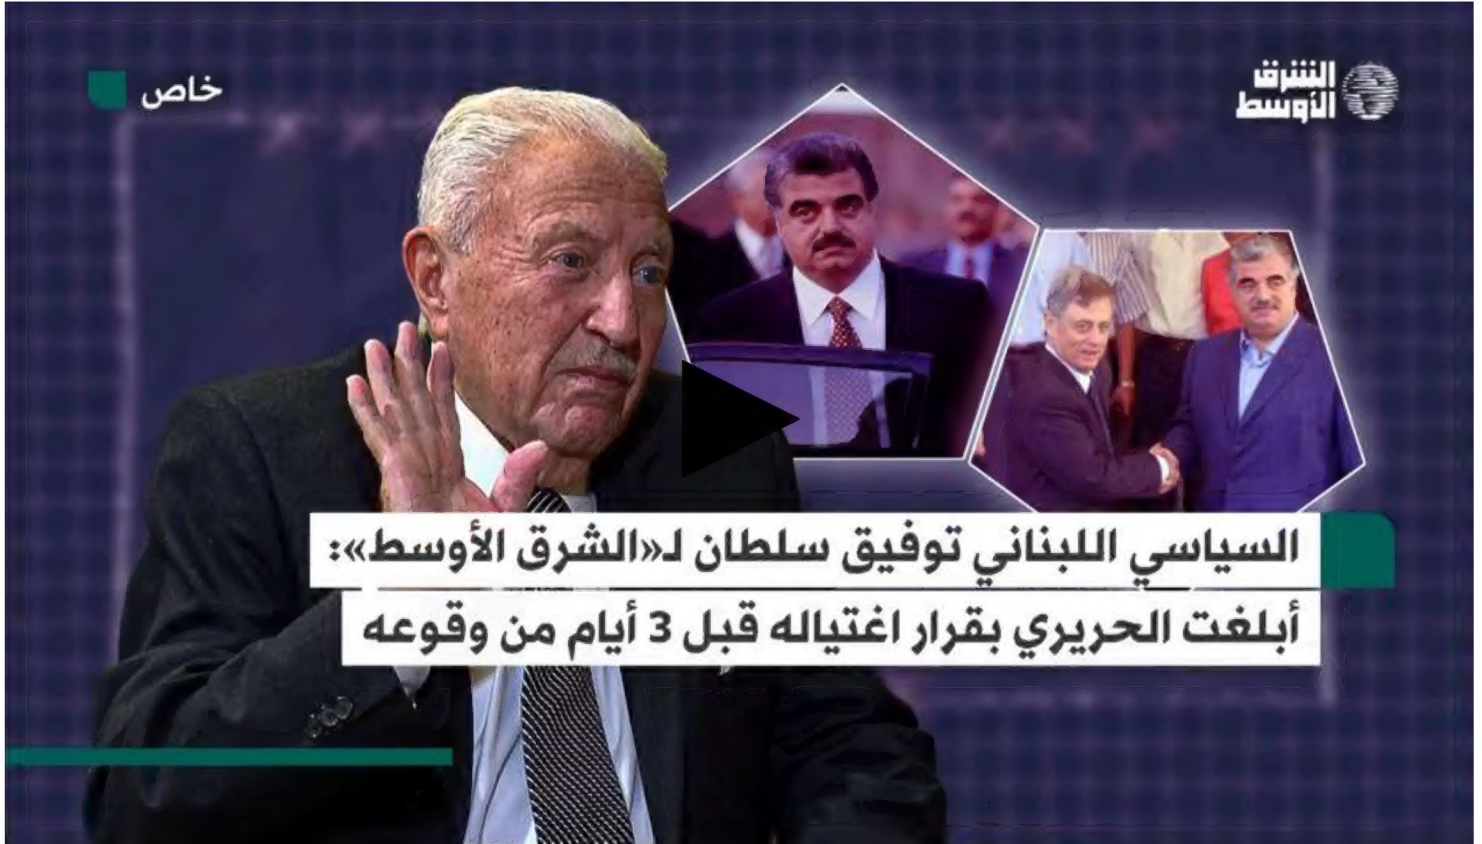 الشرق
الأوسط
خاص
السياسي اللبناني توفيق سلطان لـ«الشرق الأوسط»:
أبلغت الحريري بقرار اغتياله قبل 3 أيام من وقوعه